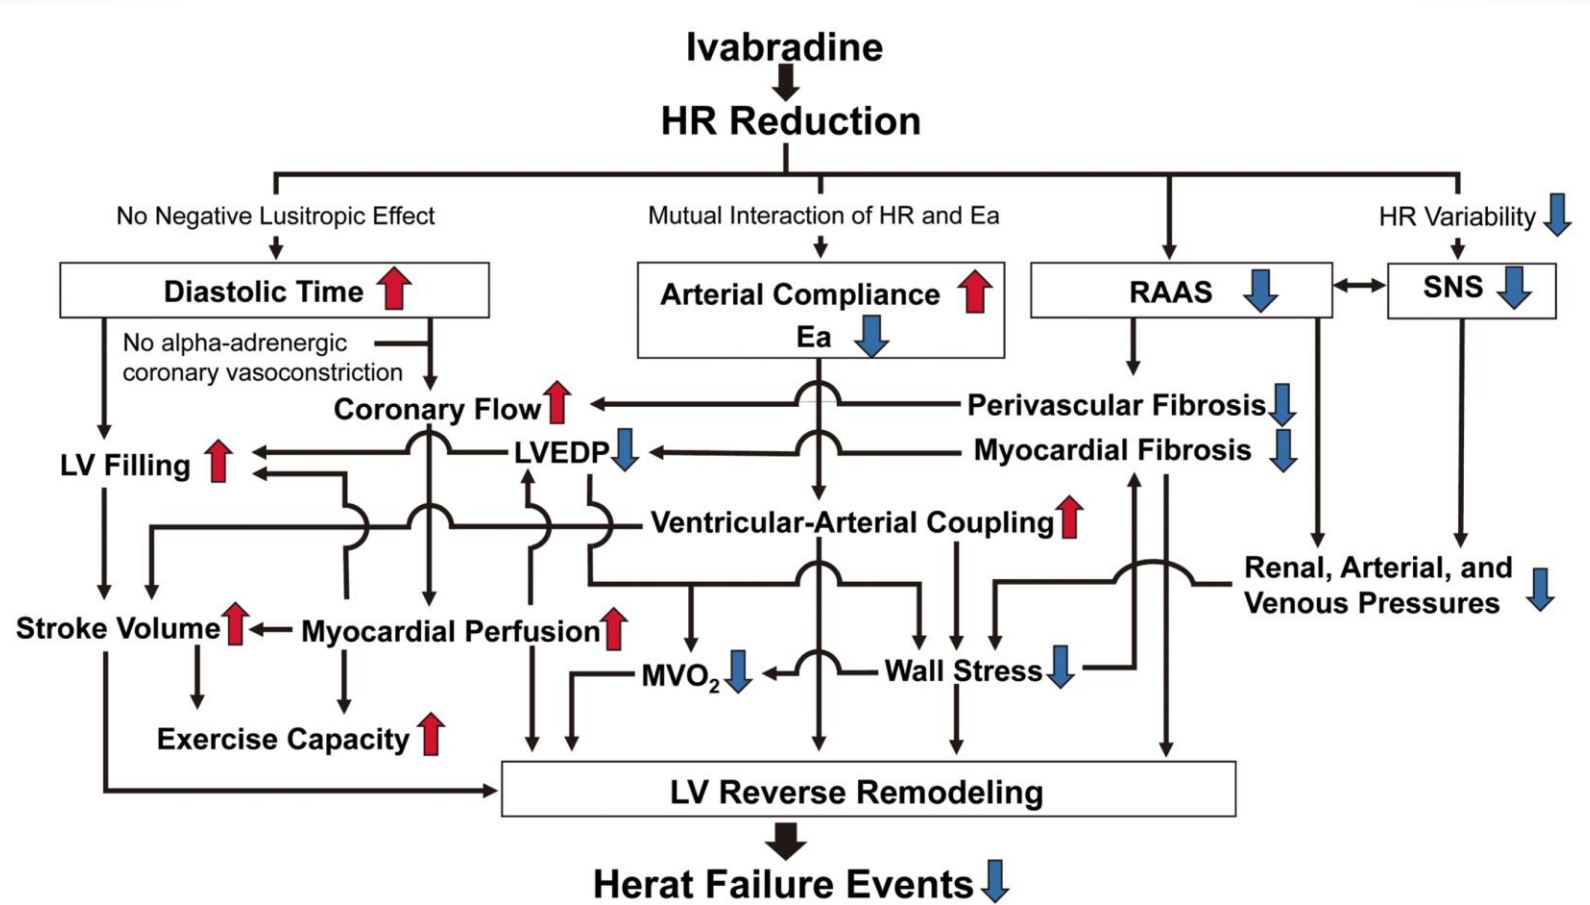 Ivabradine
HR Reduction
No Negative Lusitropic Effect
Mutual Interaction of HR and Ea
HR Variability
Diastolic Time
Arterial Compliance
Ea
RAAS
SNS
No alpha-adrenergic
coronary vasoconstriction
Coronary Flow
Perivascular Fibrosis
LV Filling
LVEDP
Myocardial Fibrosis
Ventricular-Arterial Coupling
Renal, Arterial, and
Venous Pressures
Stroke Volume
Myocardial Perfusion
MVO₂
Wall Stress
Exercise Capacity
LV Reverse Remodeling
Herat Failure Events